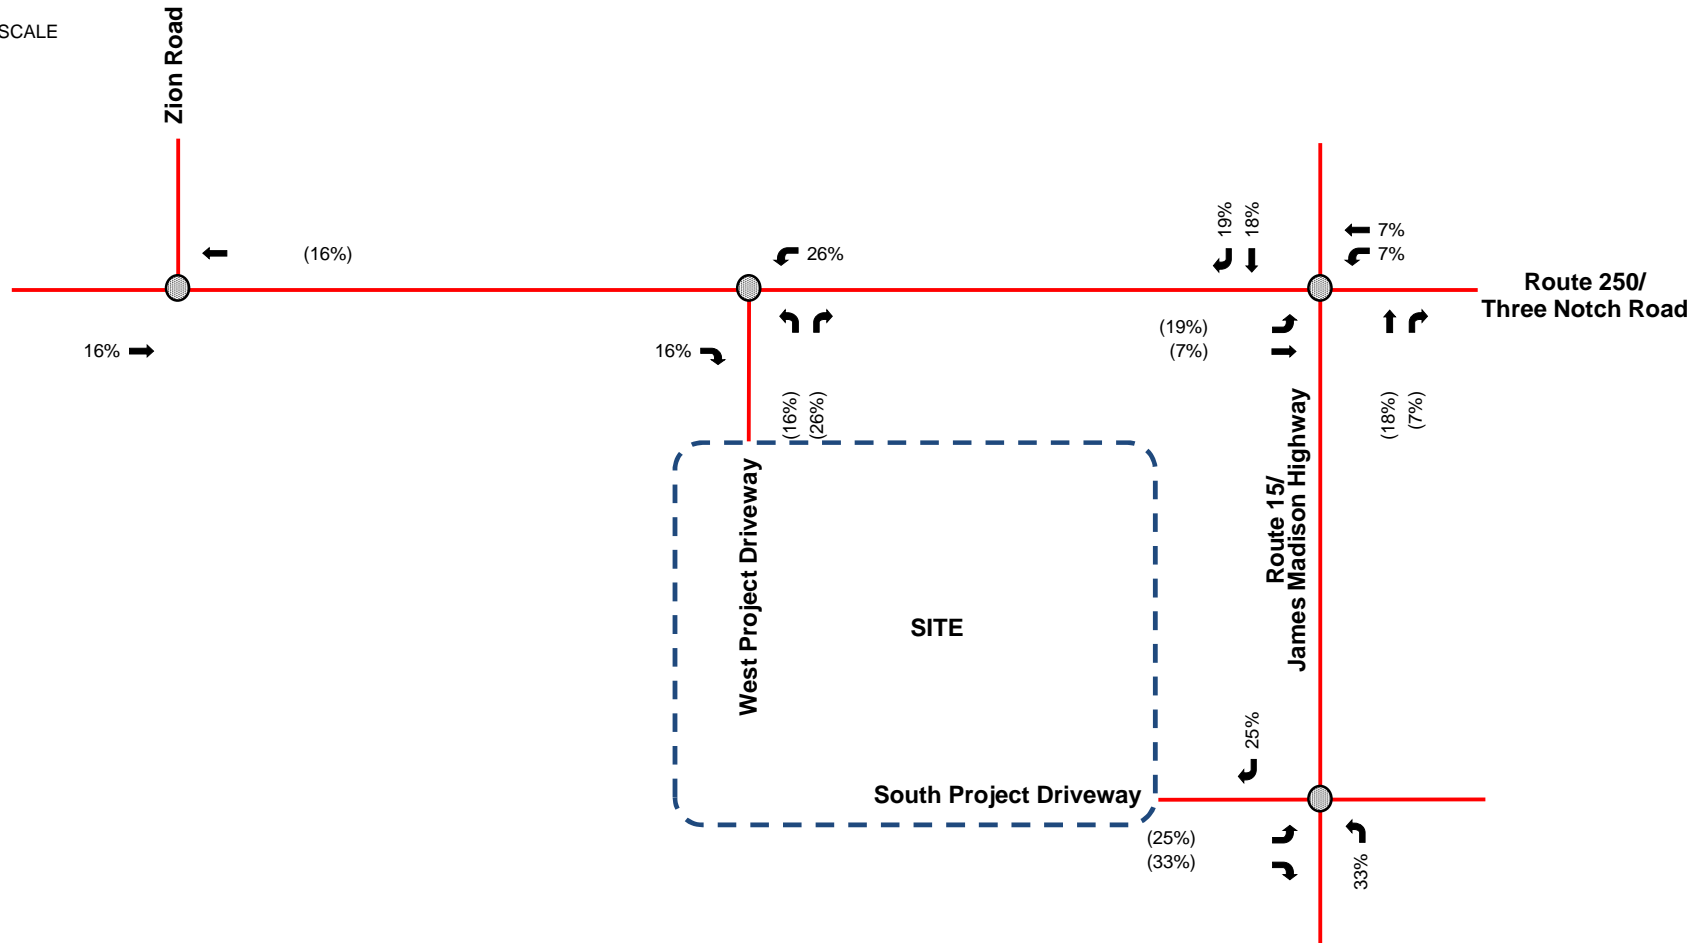 SCALE
Zion Road
19%
18%
7%
(16%)
26%
7%
Route 250/
Three Notch Road
(19%)
16%
16%
(7%)
(16%)
(26%)
(18%)
(7%)
Route 15/
James Madison Highway
West Project Driveway
SITE
25%
South Project Driveway
(25%)
(33%)
33%